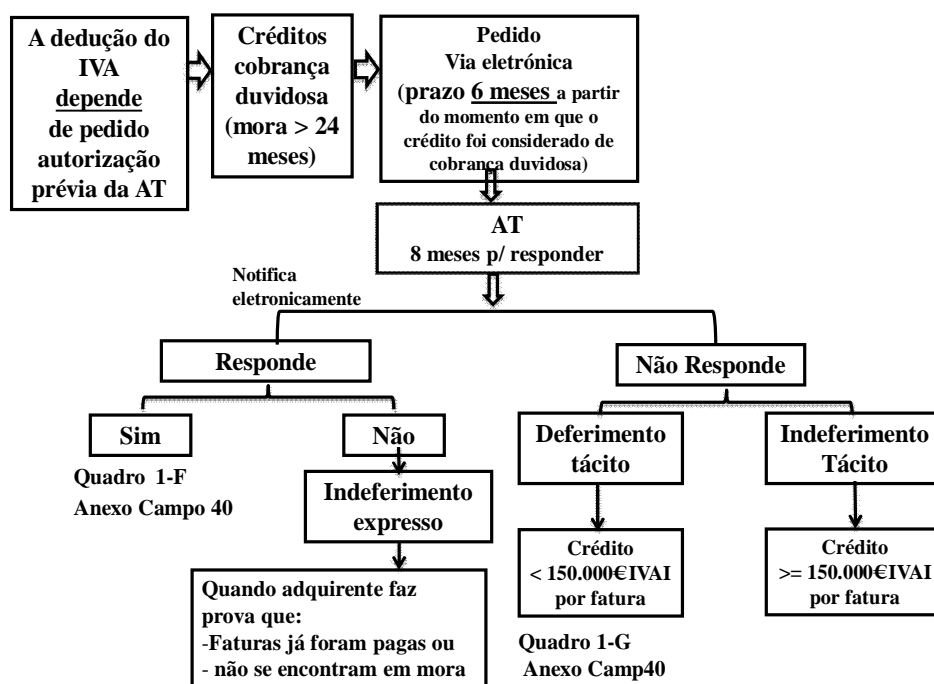 A dedução do
IVA
depende
de pedido
autorização
prévia da AT
Créditos
cobrança
duvidosa
(mora > 24
meses)
Pedido
Via eletrónica
(prazo 6 meses a partir
do momento em que o
crédito foi considerado de
cobrança duvidosa)
AT
8 meses p/ responder
Notifica
eletronicamente
Responde
Não Responde
Sim
Não
Quadro 1-F
Anexo Campo 40
Indeferimento
expresso
Quando adquirente faz
prova que:
-Faturas já foram pagas ou
- não se encontram em mora
Deferimento
tácito
Indeferimento
Tácito
Crédito
< 150.000€IVAI
por fatura
Crédito
>= 150.000€IVAI
por fatura
Quadro 1-G
Anexo Camp40